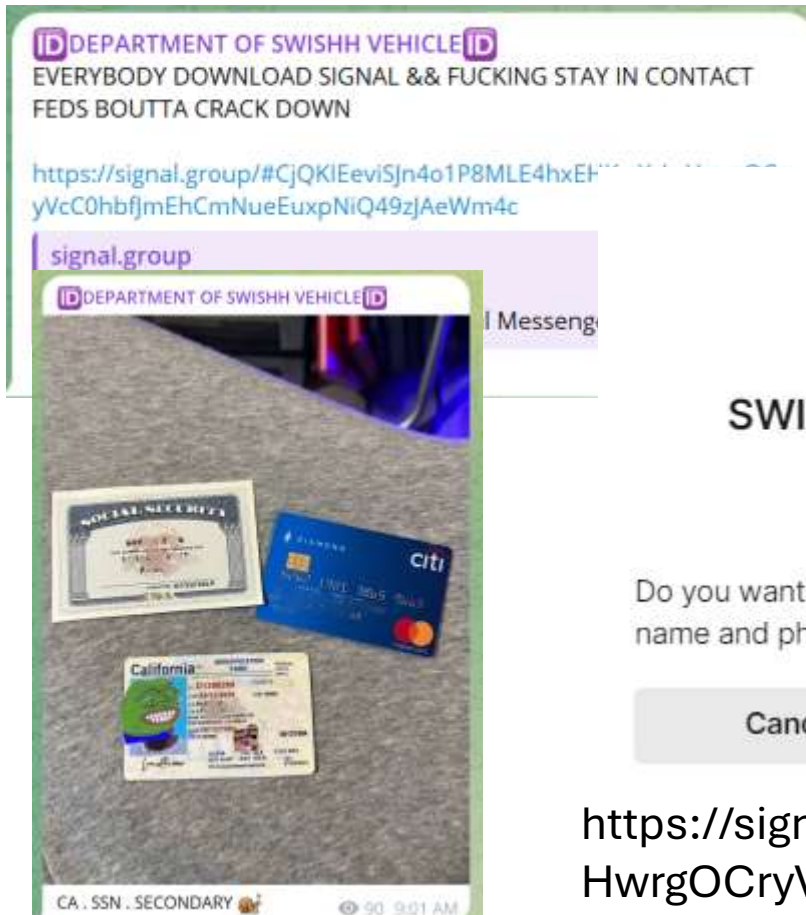 🆔DEPARTMENT OF SWISHH VEHICLE🆔
EVERYBODY DOWNLOAD SIGNAL && FUCKING STAY IN CONTACT
FEDS BOUTTA CRACK DOWN
https://signal.group/#CjQKIEeviSJn4o1P8MLE4hxEH
yVcC0hbfJmEhCmNueEuxpNiQ49zJAeWm4c
signal.group
l Messeng
🆔DEPARTMENT OF SWISHH VEHICLE🆔
SOCIAL SECURITY
DIAMOND
citi
California
CA . SSN . SECONDARY
90 9:01 AM
SWI
Do you want
name and ph
Canc
https://sign
HwrgOCryV